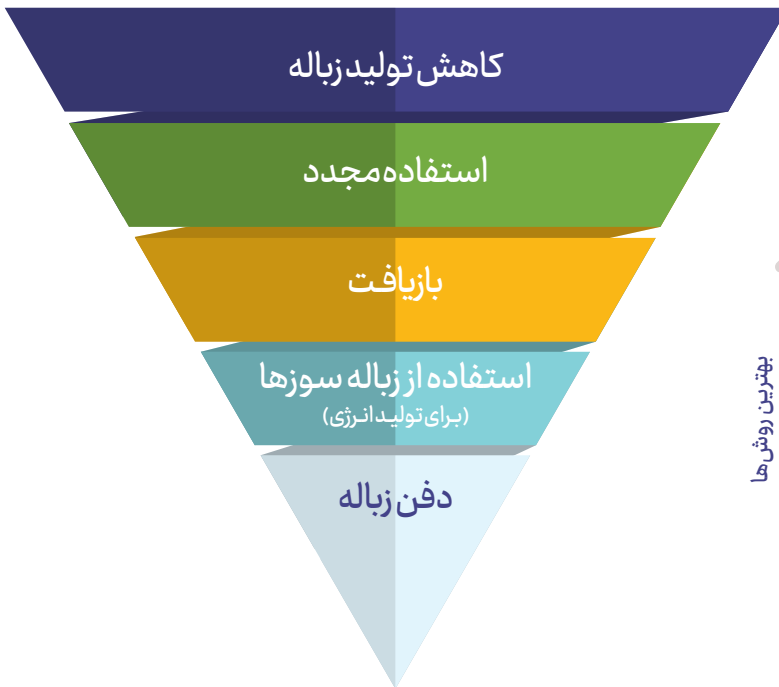 کاهش تولید زباله
استفاده مجدد
بازیافت
استفاده از زباله سوزها
(برای تولید انرژی)
دفن زباله
بهترین روش‌ها